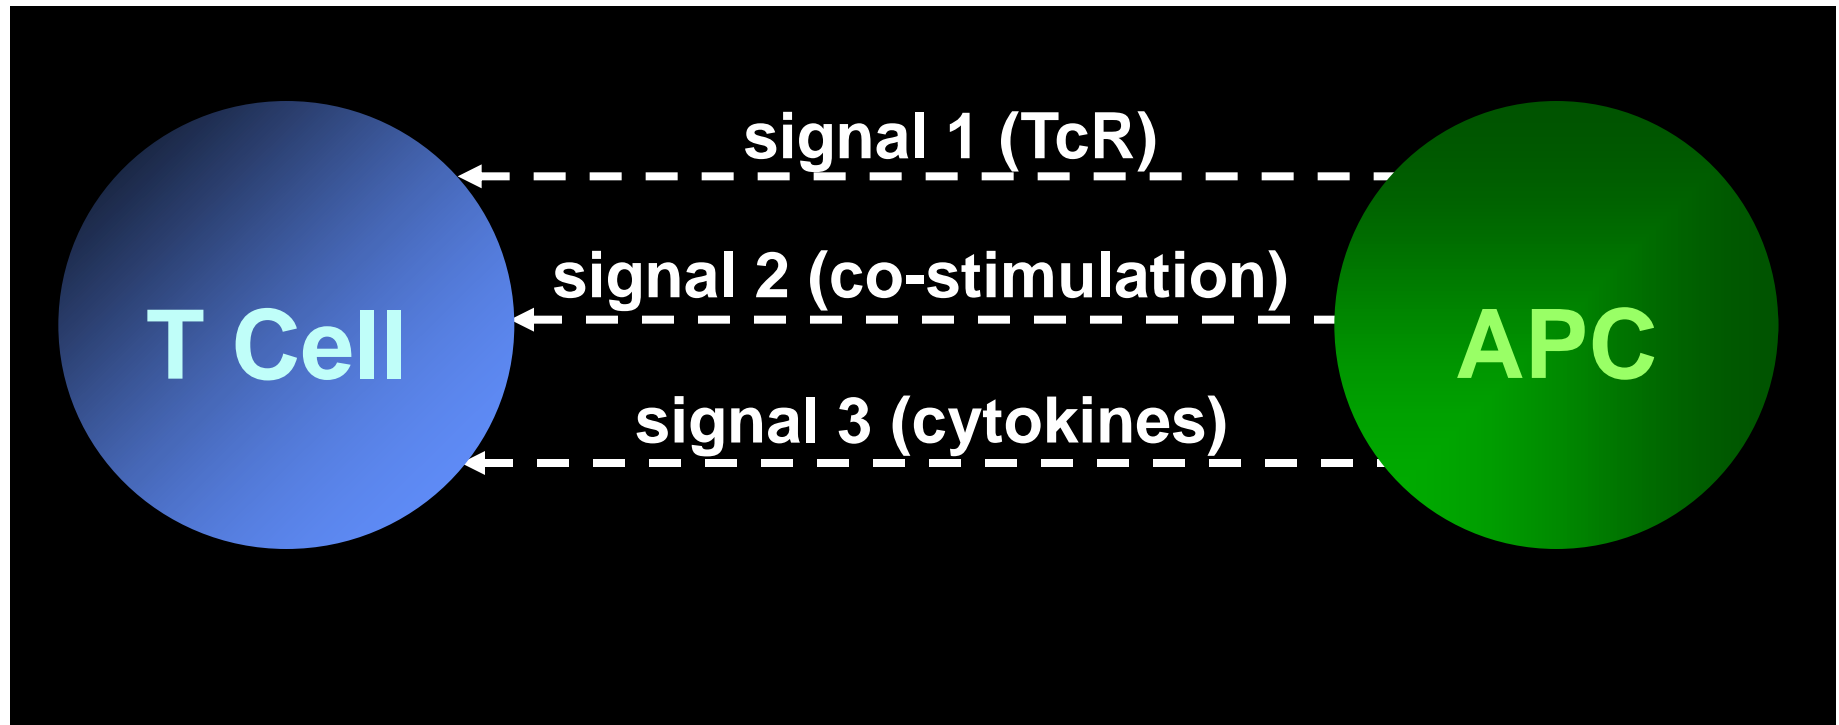 signal 1 (TcR)
signal 2 (co-stimulation)
T Cell
APC
signal 3 (cytokines)